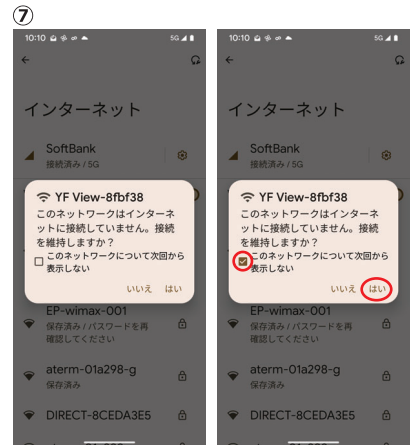 ⑦
10:10
5G
インターネット
SoftBank
接続済み / 5G
YF View-8fbf38
このネットワークはインターネ
ットに接続していません。接続
を維持しますか？
このネットワークについて次回から
表示しない
いいえ はい
EP-wimax-001
保存済み / パスワードを再
確認してください
aterm-01a298-g
保存済み
DIRECT-8CEDA3E5
10:10
5G
インターネット
SoftBank
接続済み / 5G
YF View-8fbf38
このネットワークはインターネ
ットに接続していません。接続
を維持しますか？
このネットワークについて次回から
表示しない
いいえ はい
EP-wimax-001
保存済み / パスワードを再
確認してください
aterm-01a298-g
保存済み
DIRECT-8CEDA3E5